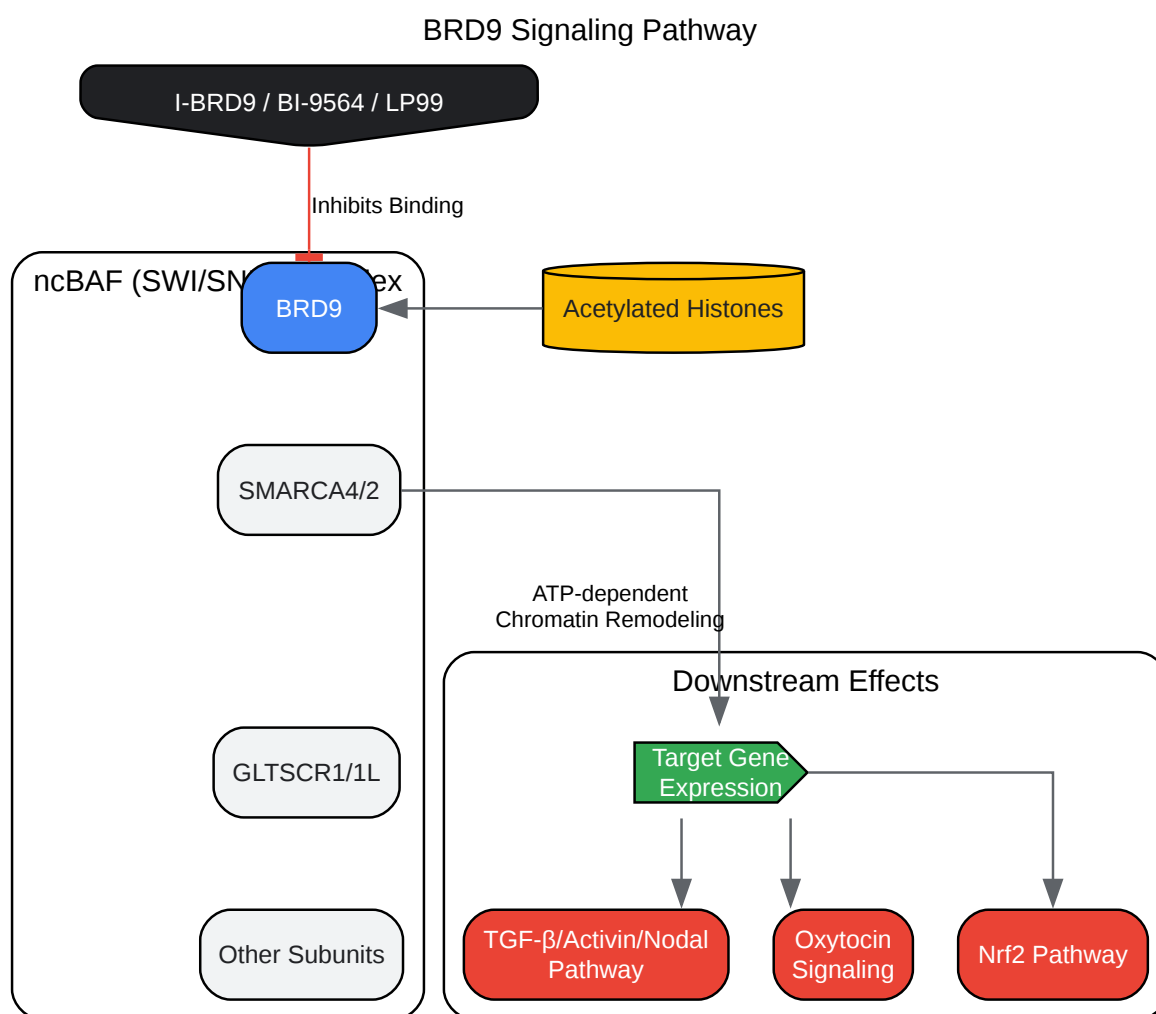 BRD9 Signaling Pathway
I-BRD9 / BI-9564 / LP99
Inhibits Binding
ncBAF (SWI/SN ex
BRD9
Acetylated Histones
SMARCA4/2
ATP-dependent
Chromatin Remodeling
Downstream Effects
Target Gene
Expression
GLTSCR1/1L
TGF-β/Activin/Nodal
Pathway
Oxytocin
Signaling
Nrf2 Pathway
Other Subunits